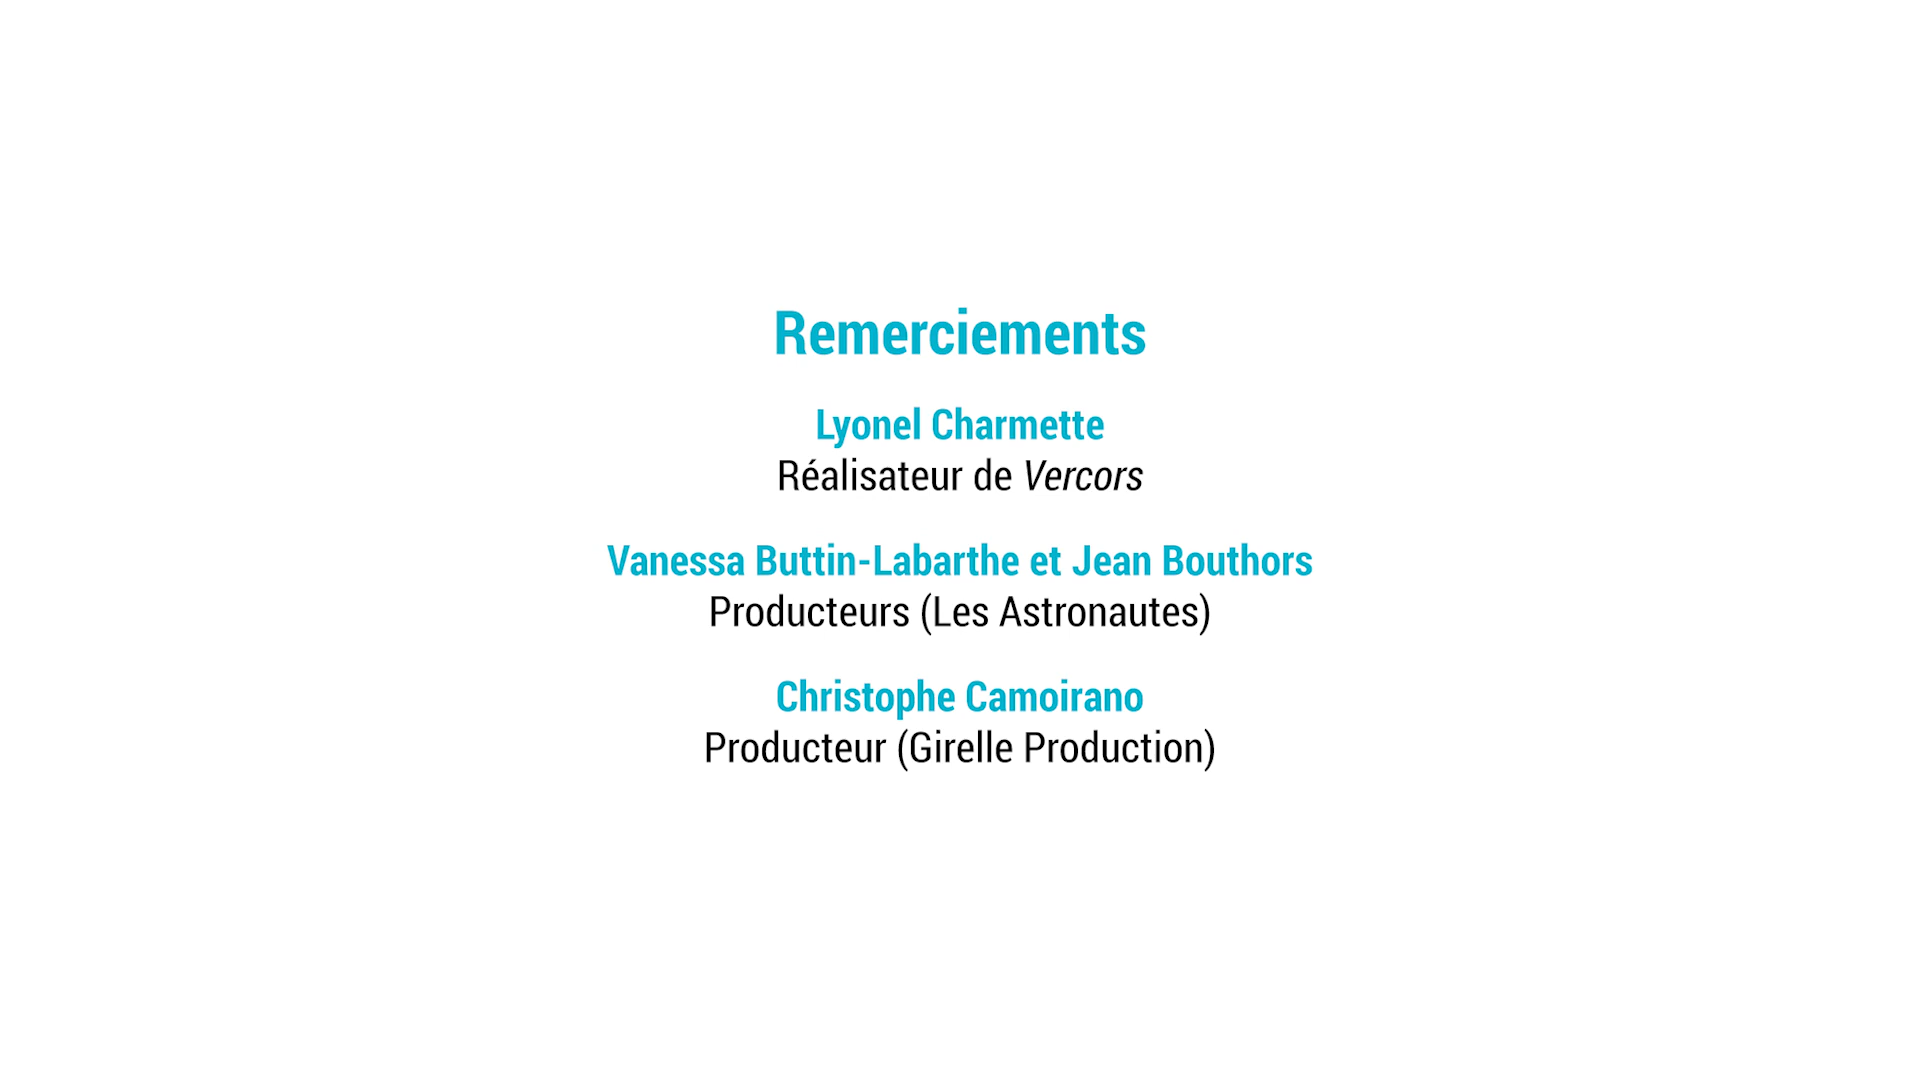 Remerciements
Lyonel Charmette
Réalisateur de Vercors
Vanessa Buttin-Labarthe et Jean Bouthors
Producteurs (Les Astronautes)
Christophe Camoirano
Producteur (Girelle Production)